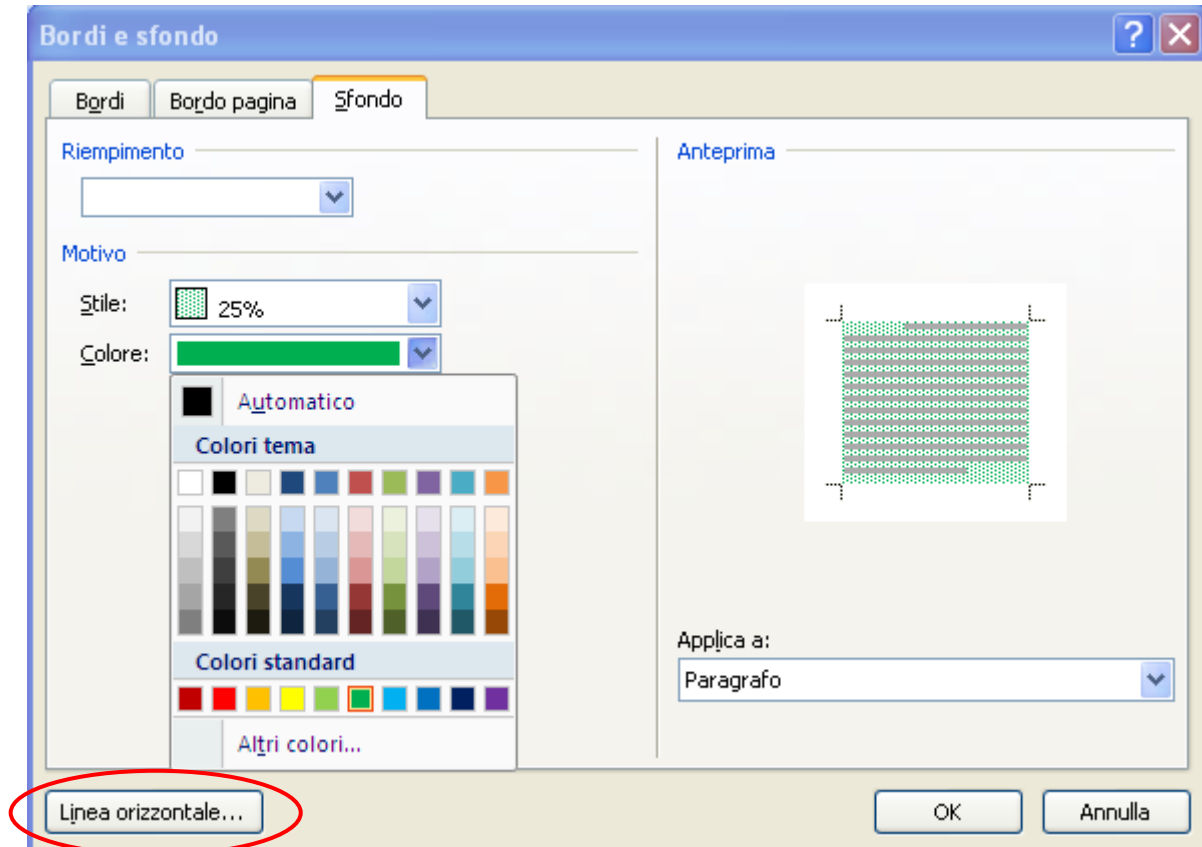 Bordi e sfondo
Bordi
Bordo pagina
Sfondo
Riempimento
Motivo
Stile:
25%
Colore:
Automatico
Colori tema
Colori standard
Altri colori...
Anteprima
Applica a:
Paragrafo
Linea orizzontale...
OK
Annulla